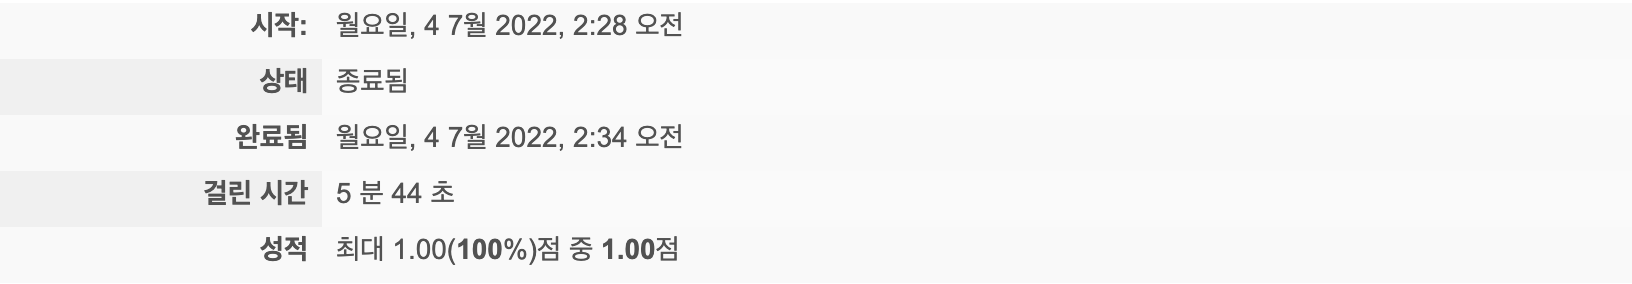 시작: 월요일, 4 7월 2022, 2:28 오전
상태 종료됨
완료됨 월요일, 4 7월 2022, 2:34 오전
걸린 시간 5 분 44 초
성적 최대 1.00(100%)점 중 1.00점